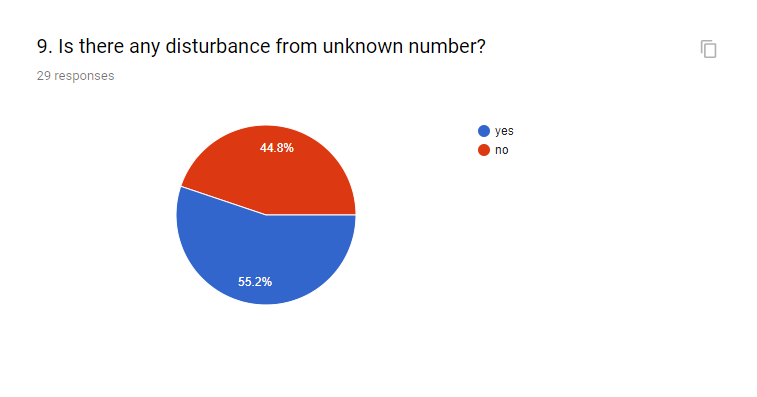 9. Is there any disturbance from unknown number?
29 responses
yes
no
44.8%
55.2%